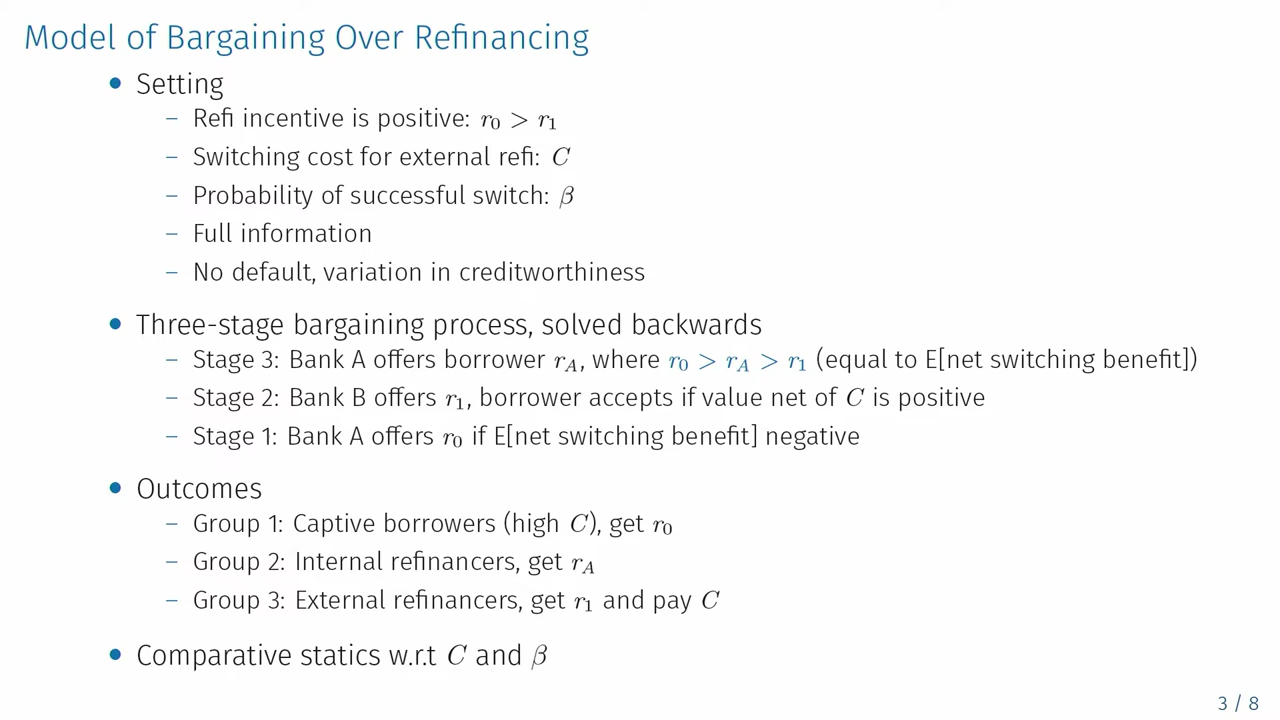 Model of Bargaining Over Refinancing
• Setting
– Refi incentive is positive: r₀ > r₁
– Switching cost for external refi: C
– Probability of successful switch: β
– Full information
– No default, variation in creditworthiness
• Three-stage bargaining process, solved backwards
– Stage 3: Bank A offers borrower r_A, where r₀ > r_A > r₁ (equal to E[net switching benefit])
– Stage 2: Bank B offers r₁, borrower accepts if value net of C is positive
– Stage 1: Bank A offers r₀ if E[net switching benefit] negative
• Outcomes
– Group 1: Captive borrowers (high C), get r₀
– Group 2: Internal refinancers, get r_A
– Group 3: External refinancers, get r₁ and pay C
• Comparative statics w.r.t C and β
3 / 8